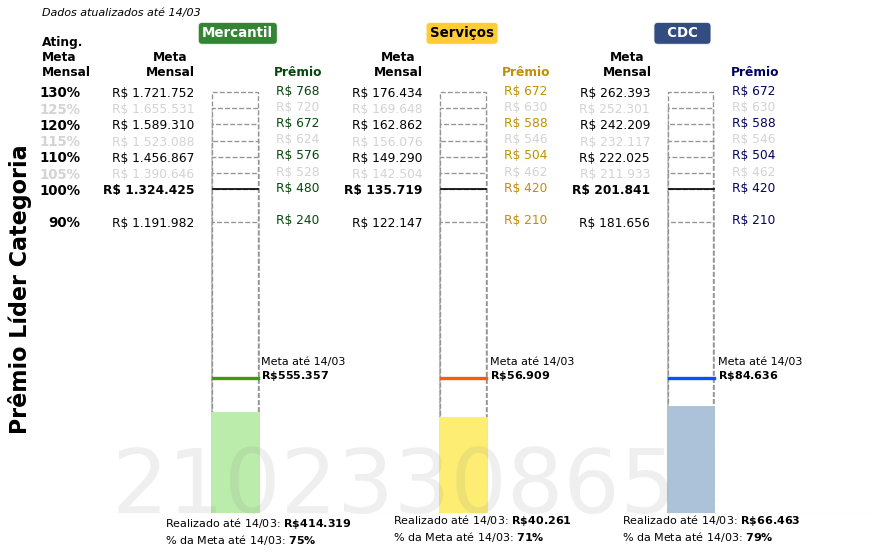 Dados atualizados até 14/03
Mercantil Serviços CDC
Ating.
Meta
Mensal
Meta
Mensal
Prêmio
Meta
Mensal
Prêmio
Meta
Mensal
Prêmio
130% R$ 1.721.752 R$ 768 R$ 176.434 R$ 672 R$ 262.393 R$ 672
125% R$ 1.655.531 R$ 720 R$ 169.648 R$ 630 R$ 252.301 R$ 630
120% R$ 1.589.310 R$ 672 R$ 162.862 R$ 588 R$ 242.209 R$ 588
115% R$ 1.523.088 R$ 624 R$ 156.076 R$ 546 R$ 232.117 R$ 546
110% R$ 1.456.867 R$ 576 R$ 149.290 R$ 504 R$ 222.025 R$ 504
105% R$ 1.390.646 R$ 528 R$ 142.504 R$ 462 R$ 211.933 R$ 462
100% R$ 1.324.425 R$ 480 R$ 135.719 R$ 420 R$ 201.841 R$ 420
90% R$ 1.191.982 R$ 240 R$ 122.147 R$ 210 R$ 181.656 R$ 210
Prêmio Líder Categoria
Meta até 14/03
R$555.357
Meta até 14/03
R$56.909
Meta até 14/03
R$84.636
2102330865
Realizado até 14/03: R$414.319
% da Meta até 14/03: 75%
Realizado até 14/03: R$40.261
% da Meta até 14/03: 71%
Realizado até 14/03: R$66.463
% da Meta até 14/03: 79%